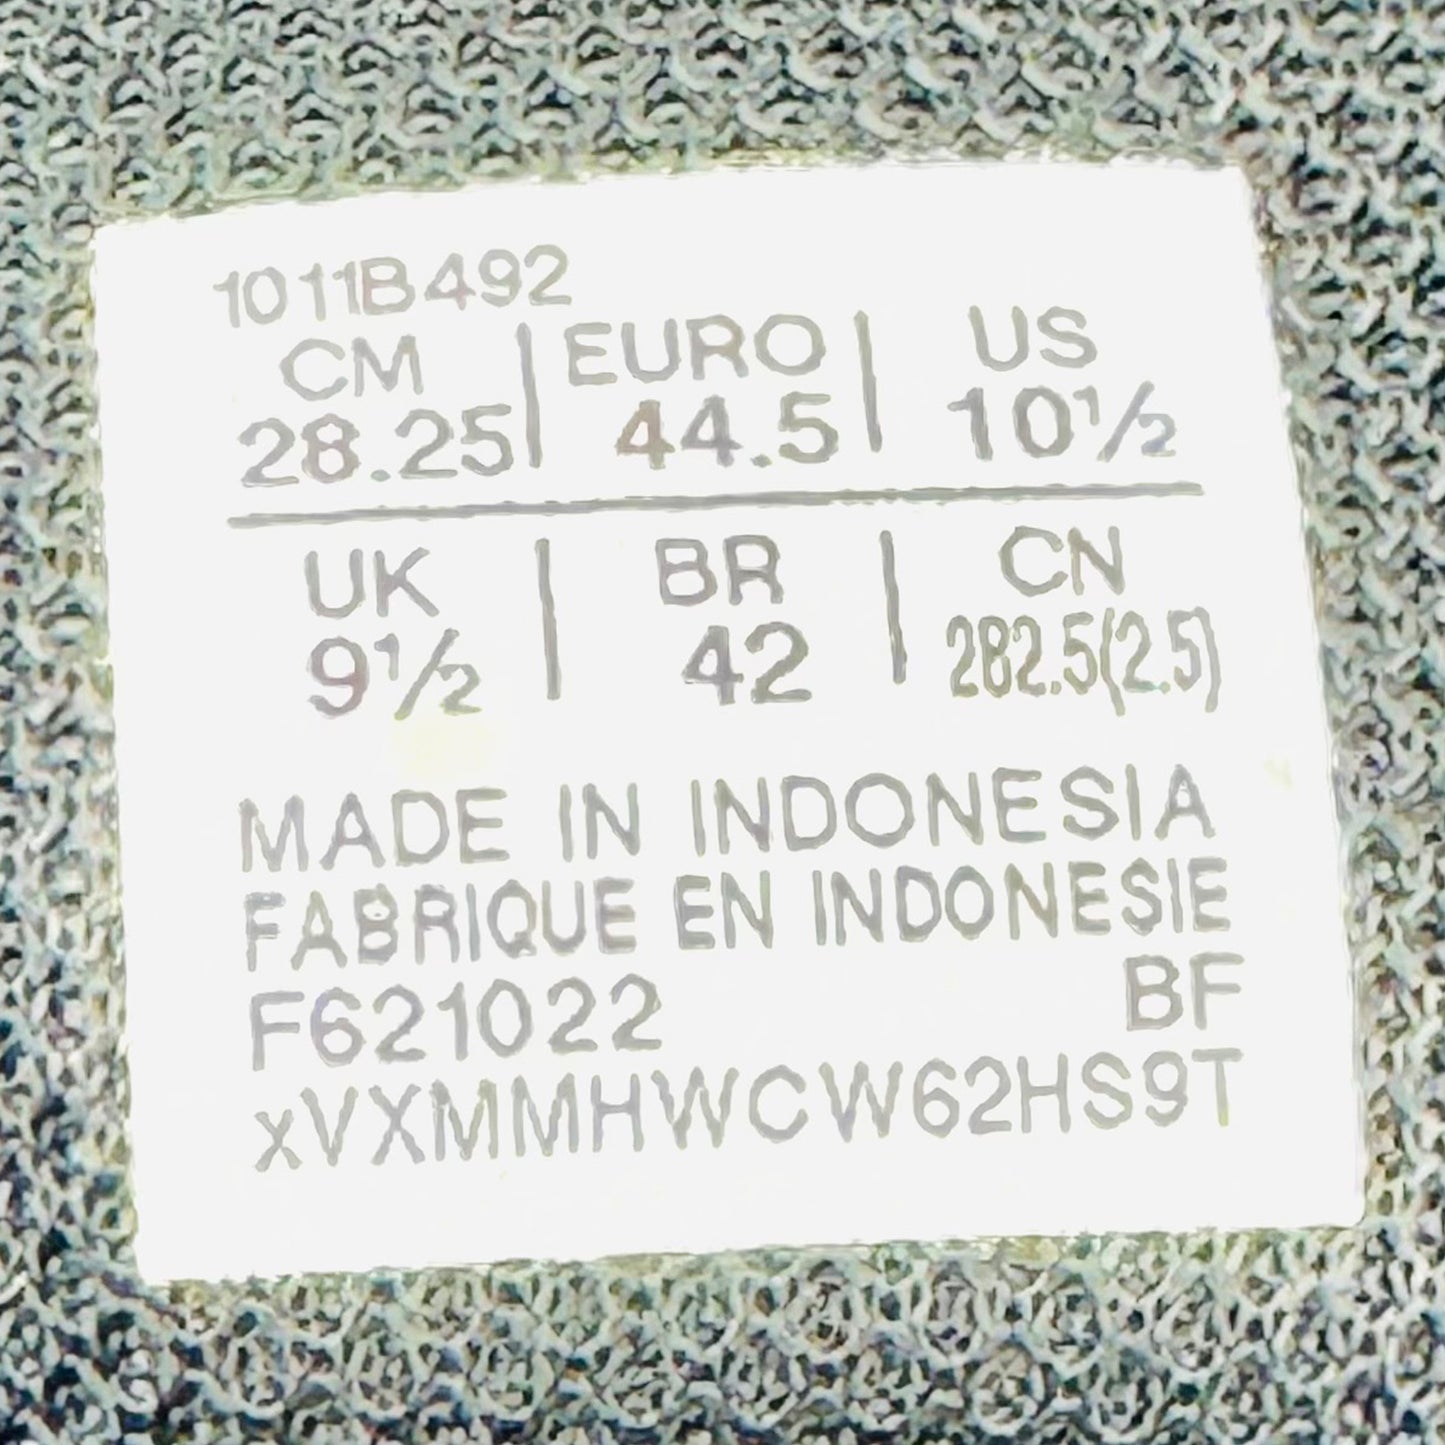 1011B492
CM | EURO | US
28.25 | 44.5 | 10½
UK | BR | CN
9½ | 42 | 282.5(2.5)
MADE IN INDONESIA
FABRIQUE EN INDONESIE
F621022 BF
xVXMMHWCW62HS9T